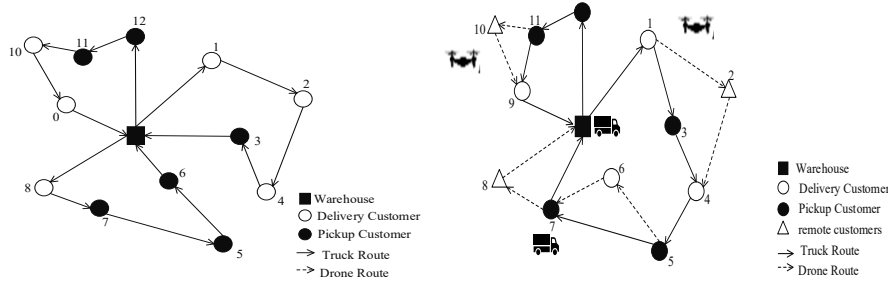 12
11
10
1
2
0
3
6
8
4
7
5
Warehouse
Delivery Customer
Pickup Customer
Truck Route
Drone Route
10
11
1
2
9
3
6
8
4
7
5
Warehouse
Delivery Customer
Pickup Customer
remote customers
Truck Route
Drone Route